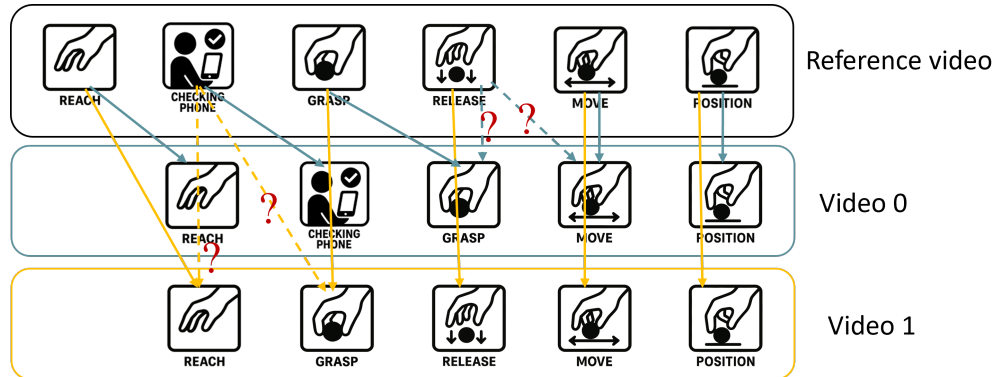 REACH
CHECKING
PHONE
GRASP
RELEASE
MOVE
POSITION
Reference video
?
?
REACH
CHECKING
PHONE
GRASP
MOVE
POSITION
Video 0
?
?
REACH
GRASP
RELEASE
MOVE
POSITION
Video 1